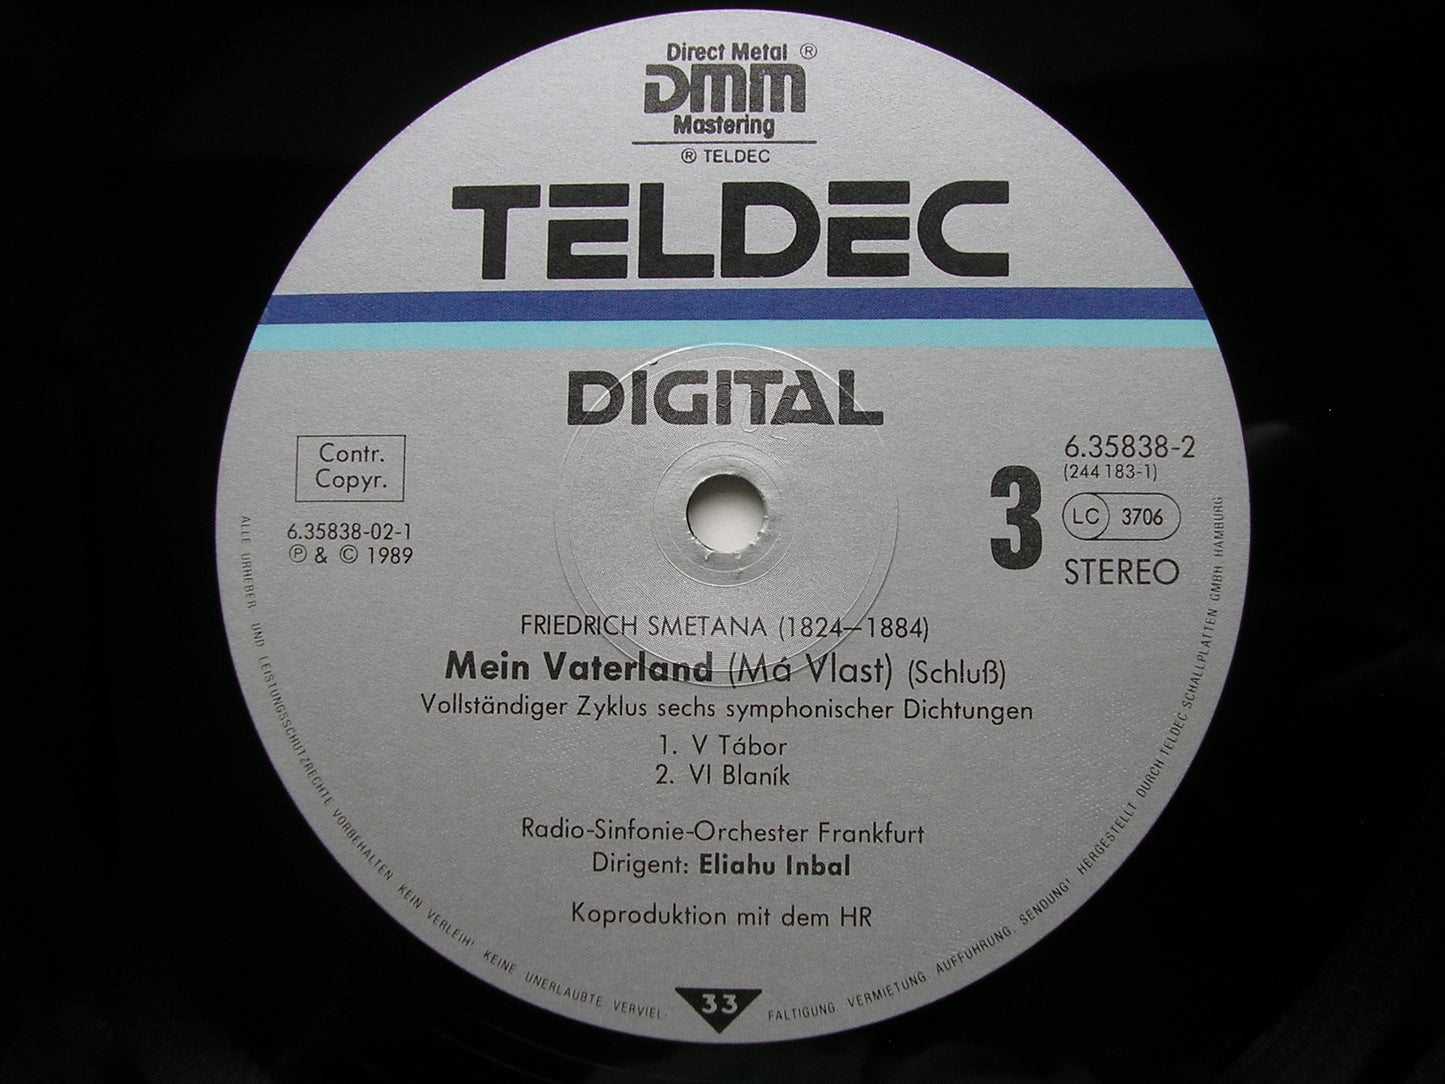 Direct Metal ®
DMM
Mastering
® TELDEC
TELDEC
DIGITAL
Contr.
Copyr.
6.35838-02-1
℗ & © 1989
3
6.35838-2
(244 183-1)
LC 3706
STEREO
FRIEDRICH SMETANA (1824–1884)
Mein Vaterland (Má Vlast) (Schluß)
Vollständiger Zyklus sechs symphonischer Dichtungen
1. V Tábor
2. VI Blaník
Radio-Sinfonie-Orchester Frankfurt
Dirigent: Eliahu Inbal
Koproduktion mit dem HR
33
ALLE URHEBER- UND LEISTUNGSSCHUTZRECHTE VORBEHALTEN KEIN VERLEIH! KEINE UNERLAUBTE VERVIEL- FÄLTIGUNG, VERMIETUNG, AUFFÜHRUNG, SENDUNG! HERGESTELLT DURCH TELDEC SCHALLPLATTEN GMBH HAMBURG